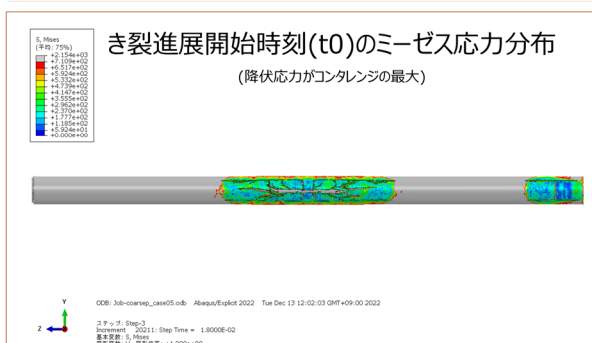 き裂進展開始時刻(t0)のミーゼス応力分布
(降伏応力がコンタレンジの最大)
S, Mises
(平均: 75%)
+2.154e+03
+7.109e+02
+6.517e+02
+5.924e+02
+5.332e+02
+4.739e+02
+4.147e+02
+3.555e+02
+2.962e+02
+2.370e+02
+1.777e+02
+1.185e+02
+5.924e+01
+0.000e+00
Y
Z
ODB: Job-coarsep_case05.odb Abaqus/Explicit 2022 Tue Dec 13 12:02:03 GMT+09:00 2022
ステップ: Step-3
Increment 20211: Step Time = 1.8000E-02
基本変数: S, Mises